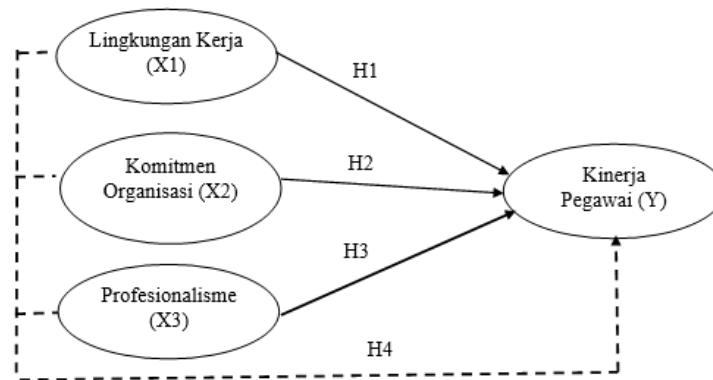 Lingkungan Kerja
(X1)
H1
Komitmen
Organisasi (X2)
H2
Kinerja
Pegawai (Y)
H3
Profesionalisme
(X3)
H4